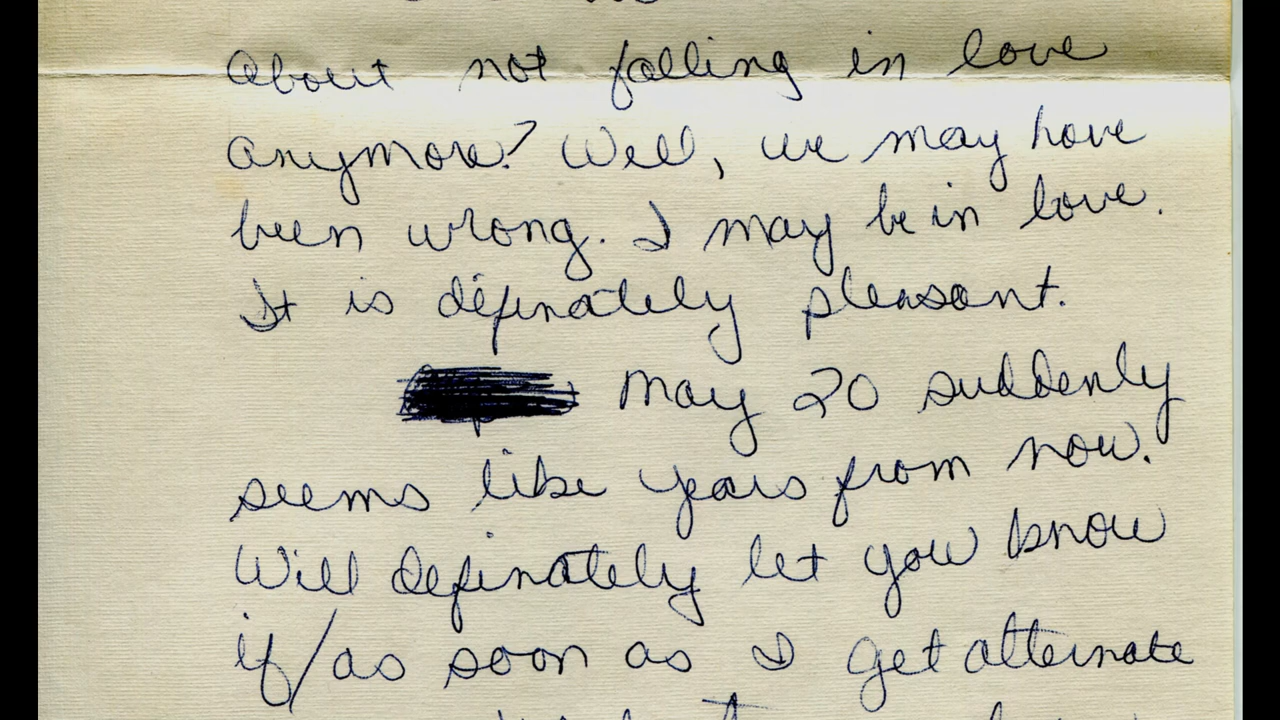 About not falling in love
anymore? Well, we may have
been wrong. I may be in love.
It is definately pleasant.
May 20 suddenly
seems like years from now.
Will definately let you know
if/as soon as I get alternate